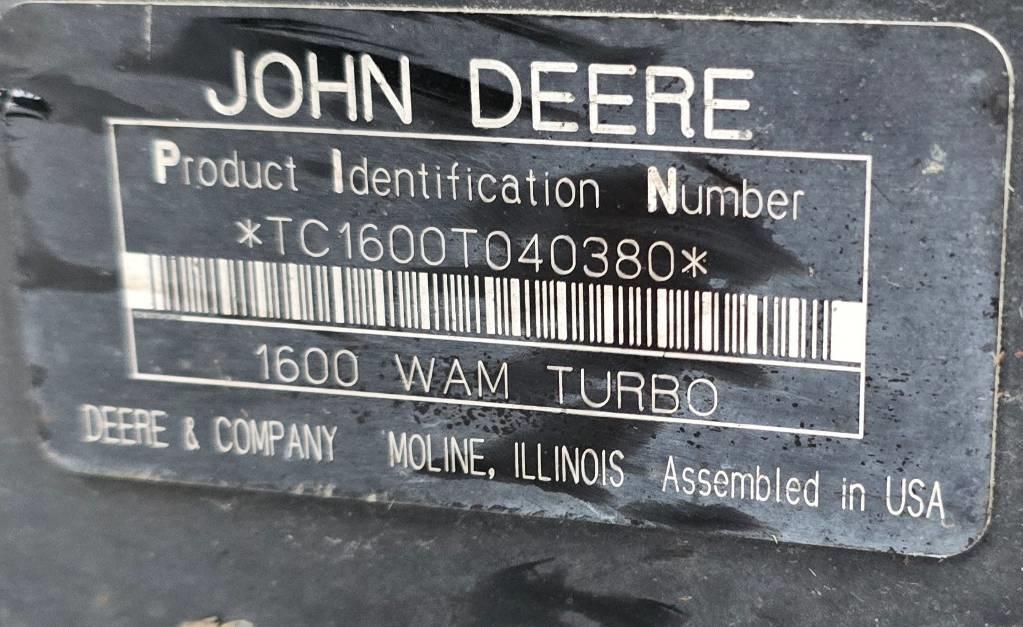 JOHN DEERE
Product Identification Number
*TC1600T040380*
1600 WAM TURBO
DEERE & COMPANY MOLINE, ILLINOIS Assembled in USA